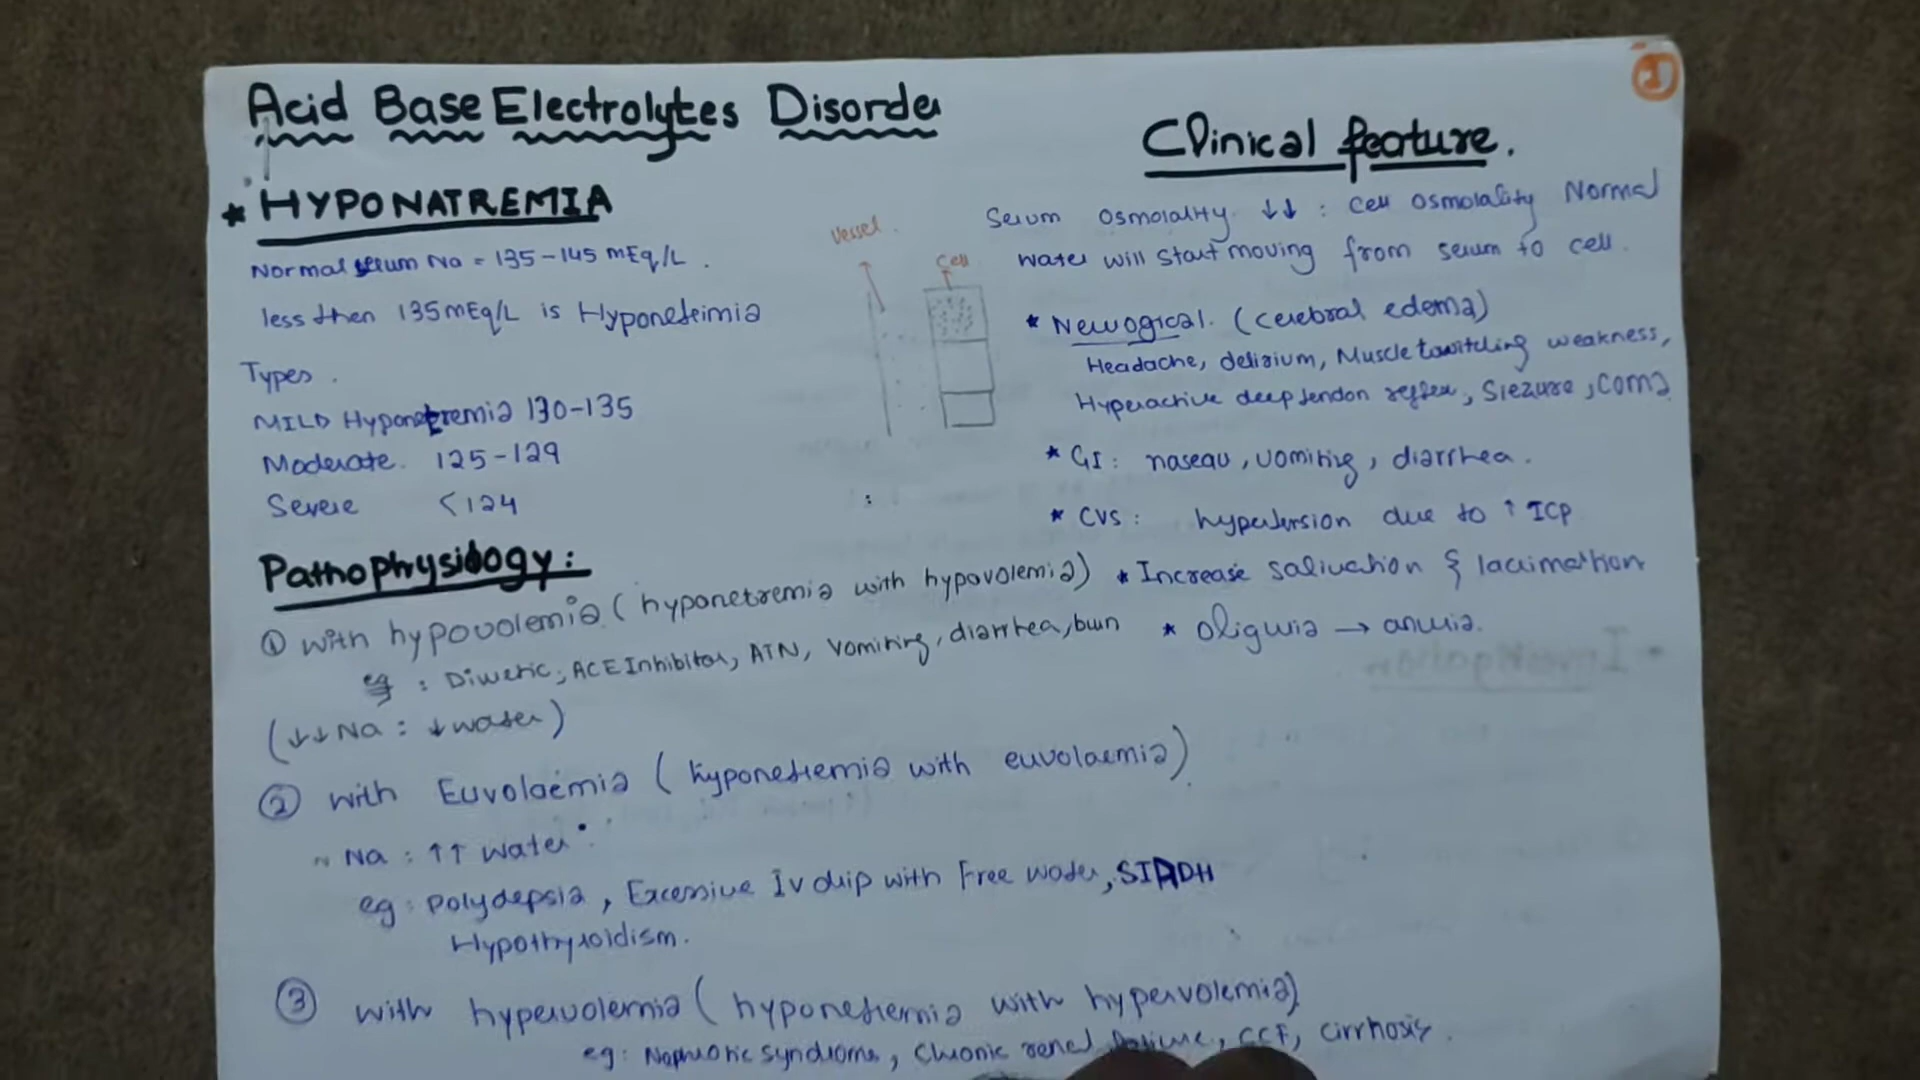 Acid Base Electrolytes Disorder
* HYPONATREMIA
Normal serum Na = 135-145 mEq/L.
less then 135mEq/L is Hyponetrimia
Types.
MILD Hyponetremia 130-135
Moderate. 125-129
Severe <124
Pathophysiology:
① with hypovolemia (hyponetremia with hypovolemia)
eg: Diuretic, ACE Inhibitor, ATN, Vomiting, diarrhea, burn
(↓↓Na : ↓water)
② with Euvolaemia (hyponetremia with euvolaemia)
~ Na : ↑↑ water
eg: polydepsia, Excessive Iv drip with Free water, SIADH
Hypothyroidism.
③ with hypervolemia (hyponetremia with hypervolemia)
eg: Nephrotic syndrome, Chronic renal failure, CCF, cirrhosis.
vessel.
Cell
Clinical feature.
Serum osmolality ↓↓ : cell osmolality Normal
water will start moving from serum to cell.
* Neurogical. (cerebral edema)
Headache, delirium, Muscle towitching weakness,
Hyperactive deep tendon reflex, Siezure, coma
* GI: naseau, vomiting, diarrhea.
* CVS: hypertension due to ↑ ICP
* Increase salivation & lacrimation
* oliguria → anuria.